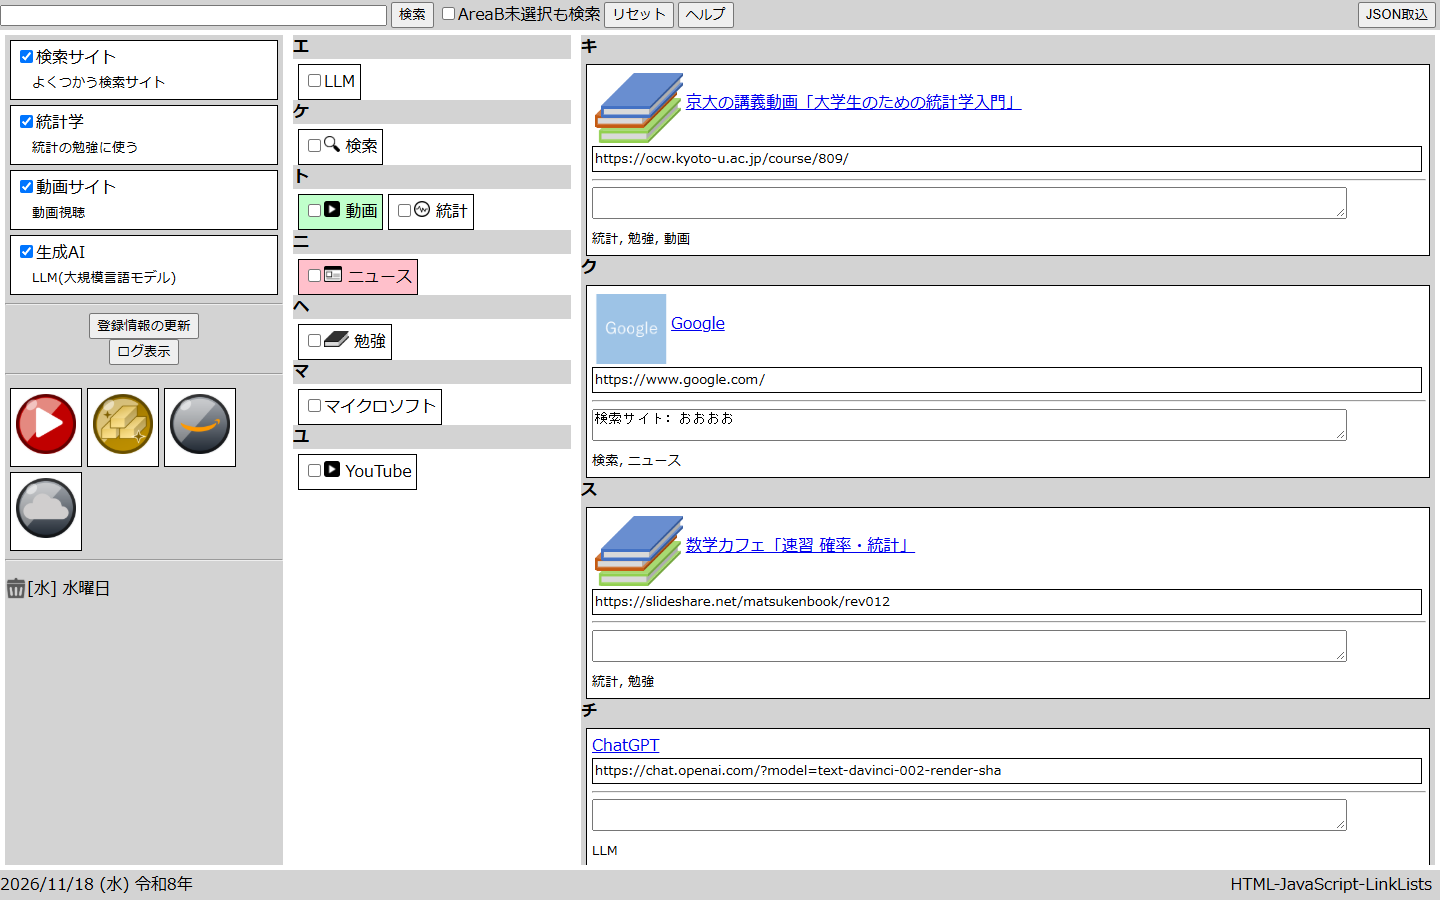 検索 AreaB未選択も検索 リセット ヘルプ JSON取込
検索サイト
よくつかう検索サイト
統計学
統計の勉強に使う
動画サイト
動画視聴
生成AI
LLM(大規模言語モデル)
登録情報の更新
ログ表示
[水] 水曜日
エ
LLM
ケ
検索
ト
動画 統計
ニ
ニュース
ヘ
勉強
マ
マイクロソフト
ユ
YouTube
キ
京大の講義動画「大学生のための統計学入門」
https://ocw.kyoto-u.ac.jp/course/809/
統計, 勉強, 動画
ク
Google Google
https://www.google.com/
検索サイト: おおおお
検索, ニュース
ス
数学カフェ「速習 確率・統計」
https://slideshare.net/matsukenbook/rev012
統計, 勉強
チ
ChatGPT
https://chat.openai.com/?model=text-davinci-002-render-sha
LLM
2026/11/18 (水) 令和8年 HTML-JavaScript-LinkLists